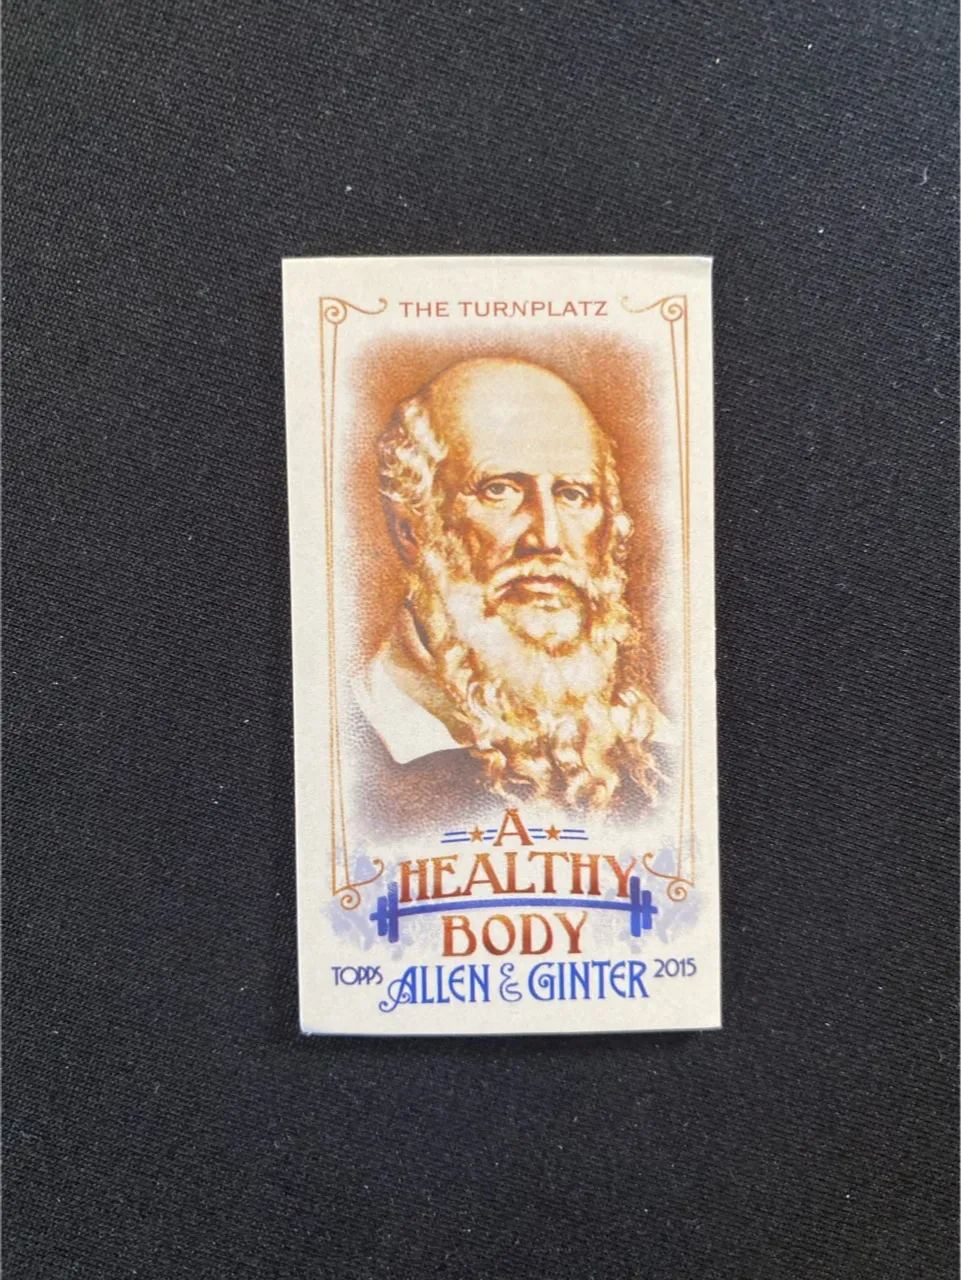 THE TURNPLATZ
A
HEALTHY
BODY
TOPPS ALLEN & GINTER 2015